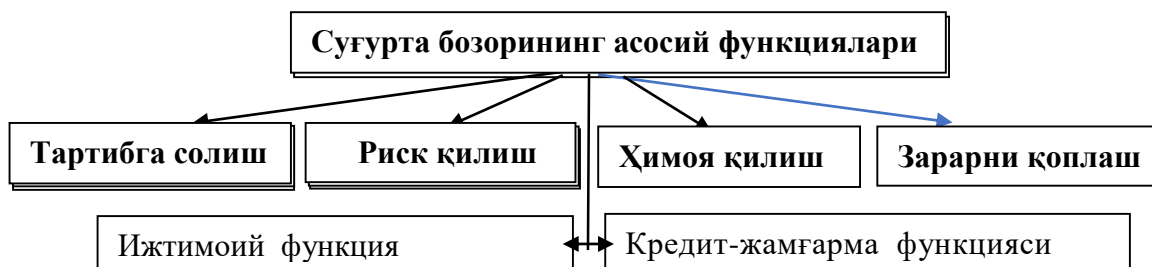 Суғурта бозорининг асосий функциялари
Тартибга солиш
Риск қилиш
Ҳимоя қилиш
Зарарни қоплаш
Ижтимоий функция
Кредит-жамғарма функцияси